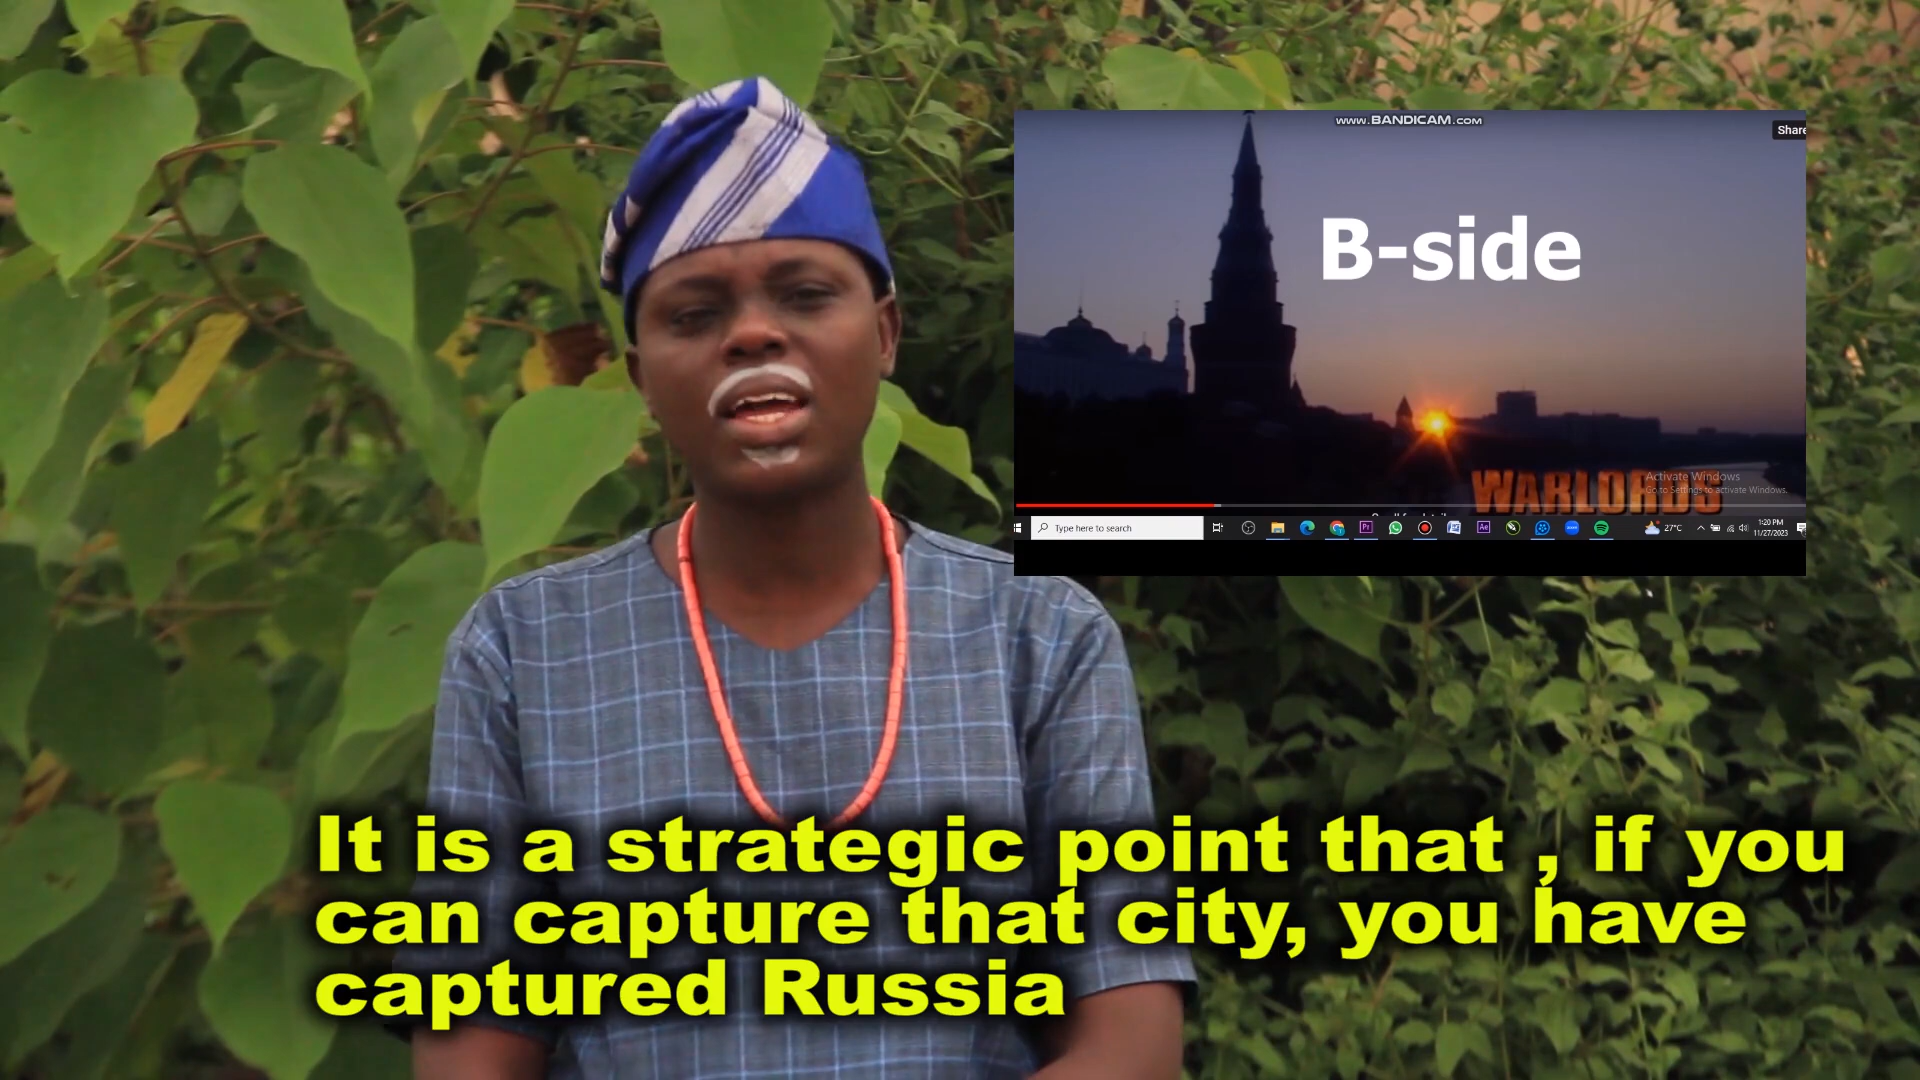 www.BANDICAM.com
Share
B-side
WARLORDS
Activate Windows
Go to Settings to activate Windows.
Type here to search
27°C
1:20 PM
11/27/2023
It is a strategic point that , if you
can capture that city, you have
captured Russia